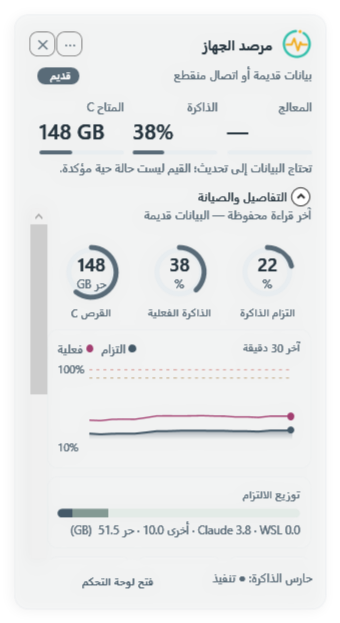 مرصد الجهاز
بيانات قديمة أو اتصال منقطع
قديم
المعالج
الذاكرة
المتاح C
—
38%
148 GB
تحتاج البيانات إلى تحديث؛ القيم ليست حالة حية مؤكدة.
التفاصيل والصيانة
آخر قراءة محفوظة — البيانات قديمة
22
%
التزام الذاكرة
38
%
الذاكرة الفعلية
148
حر GB
القرص C
آخر 30 دقيقة
التزام
فعلية
100%
10%
توزيع الالتزام
WSL 0.0 · Claude 3.8 · أخرى 10.0 · حر 51.5 (GB)
حارس الذاكرة: ● تنفيذ
فتح لوحة التحكم